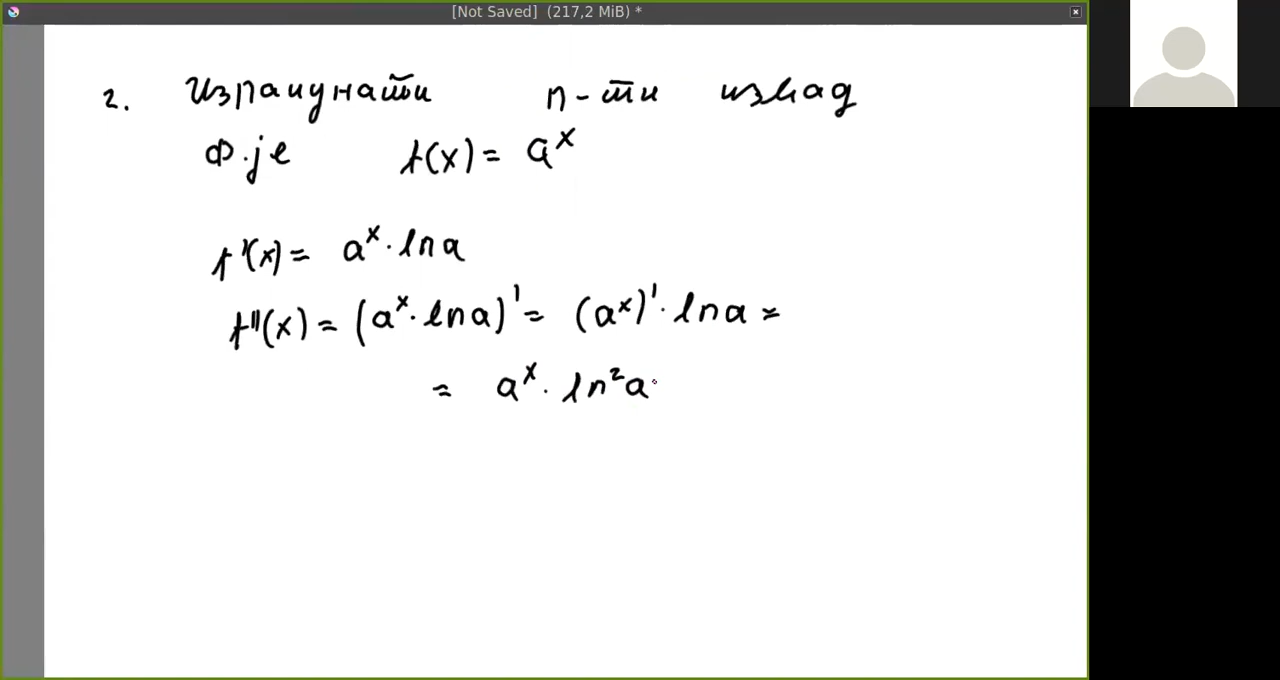 [Not Saved] (217,2 MiB) *
2. Израчунати n-ти извод
ф.је f(x) = a^x
f'(x) = a^x · ln a
f''(x) = (a^x · ln a)' = (a^x)' · ln a =
= a^x · ln²a